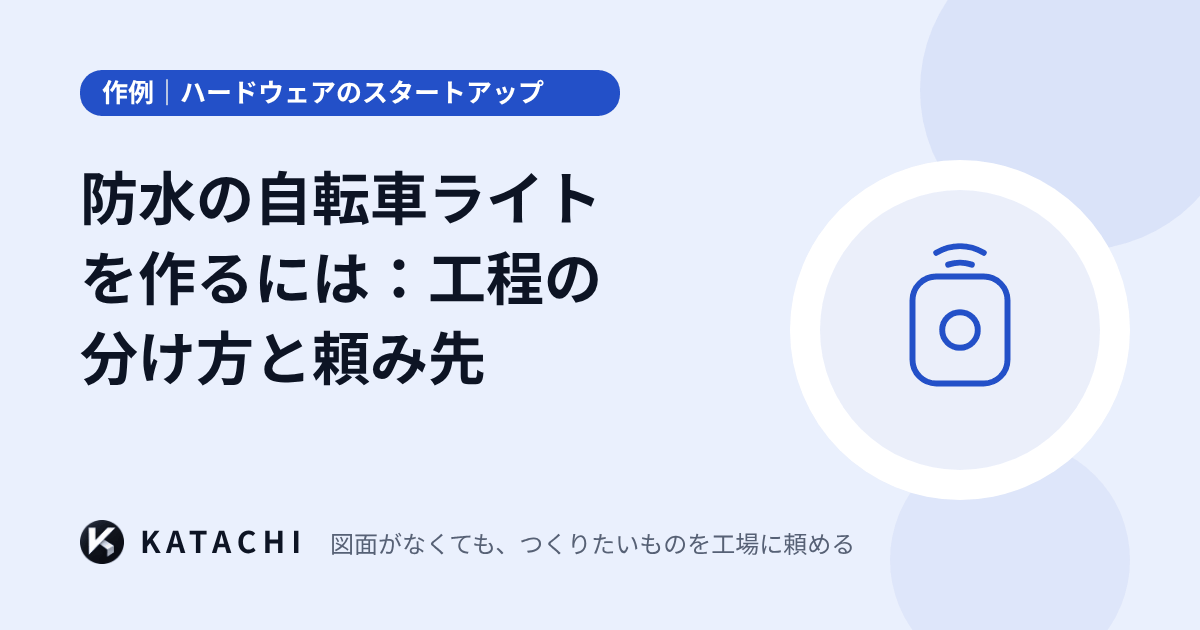 作例｜ハードウェアのスタートアップ
防水の自転車ライト
を作るには：工程の
分け方と頼み先
KATACHI 図面がなくても、つくりたいものを工場に頼める